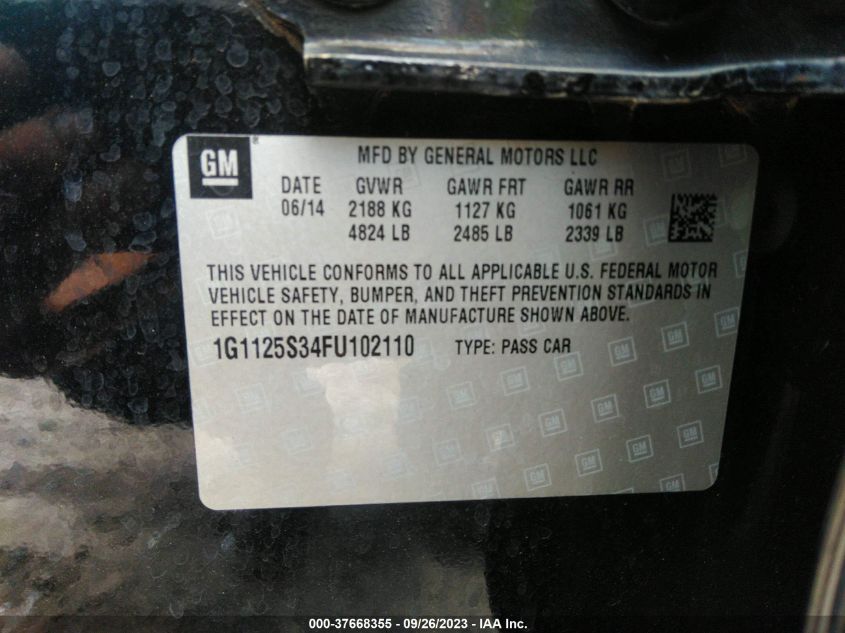 GM ®
MFD BY GENERAL MOTORS LLC
DATE GVWR GAWR FRT GAWR RR
06/14 2188 KG 1127 KG 1061 KG
4824 LB 2485 LB 2339 LB
THIS VEHICLE CONFORMS TO ALL APPLICABLE U.S. FEDERAL MOTOR
VEHICLE SAFETY, BUMPER, AND THEFT PREVENTION STANDARDS IN
EFFECT ON THE DATE OF MANUFACTURE SHOWN ABOVE.
1G1125S34FU102110 TYPE: PASS CAR
000-37668355 - 09/26/2023 - IAA Inc.